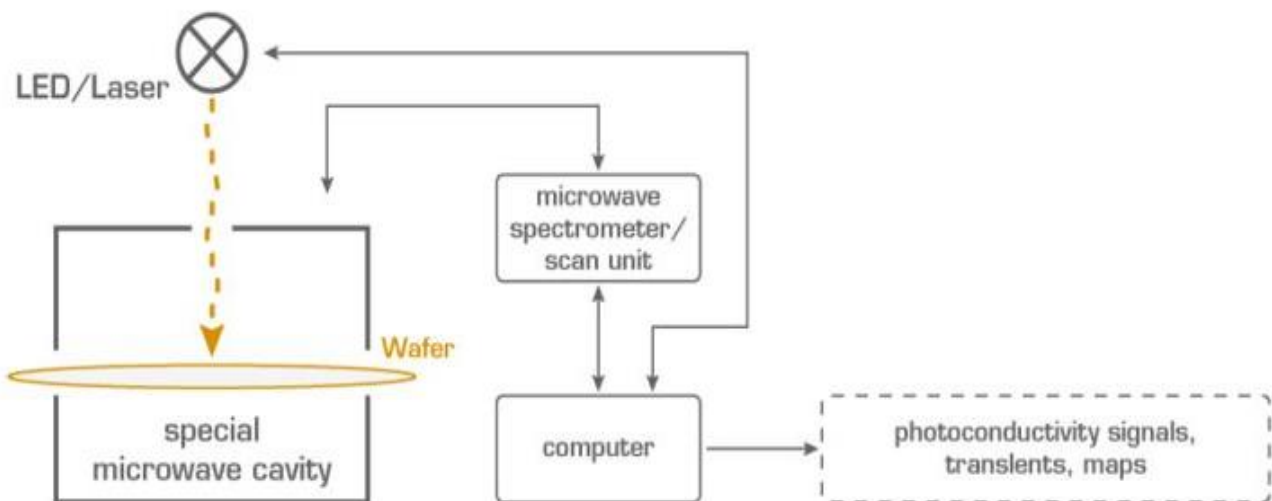 LED/Laser
microwave
spectrometer/
scan unit
Wafer
special
microwave cavity
computer
photoconductivity signals,
translents, maps